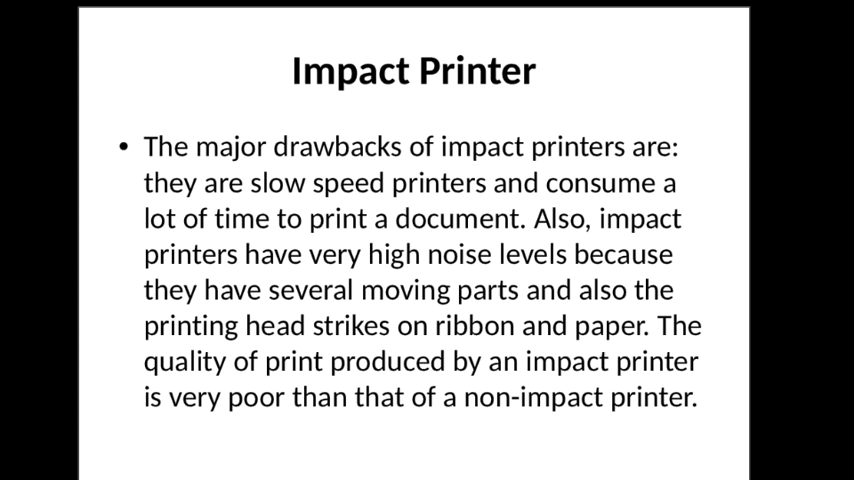 Impact Printer
• The major drawbacks of impact printers are:
they are slow speed printers and consume a
lot of time to print a document. Also, impact
printers have very high noise levels because
they have several moving parts and also the
printing head strikes on ribbon and paper. The
quality of print produced by an impact printer
is very poor than that of a non-impact printer.